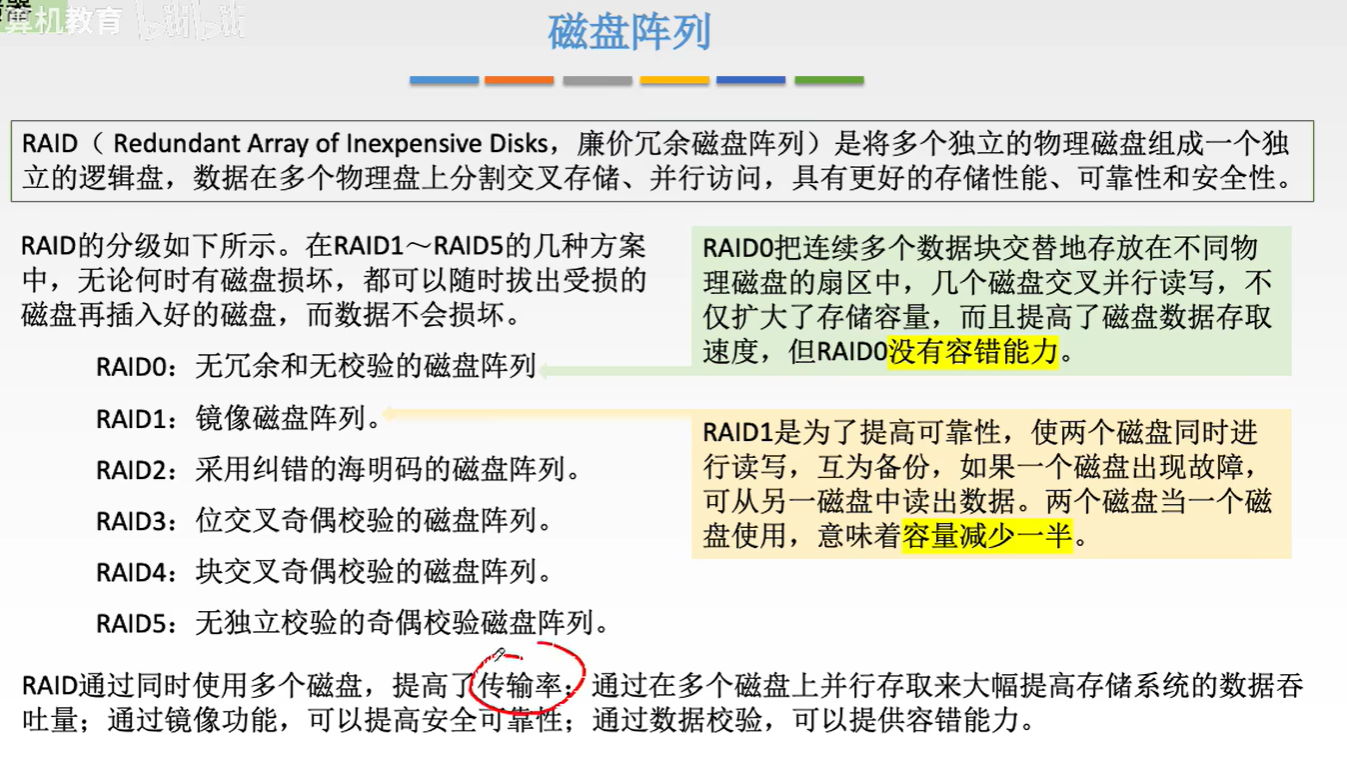 算机教育 bilibili
磁盘阵列
RAID（ Redundant Array of Inexpensive Disks，廉价冗余磁盘阵列）是将多个独立的物理磁盘组成一个独
立的逻辑盘，数据在多个物理盘上分割交叉存储、并行访问，具有更好的存储性能、可靠性和安全性。
RAID的分级如下所示。在RAID1～RAID5的几种方案
中，无论何时有磁盘损坏，都可以随时拔出受损的
磁盘再插入好的磁盘，而数据不会损坏。
RAID0：无冗余和无校验的磁盘阵列
RAID1：镜像磁盘阵列。
RAID2：采用纠错的海明码的磁盘阵列。
RAID3：位交叉奇偶校验的磁盘阵列。
RAID4：块交叉奇偶校验的磁盘阵列。
RAID5：无独立校验的奇偶校验磁盘阵列。
RAID0把连续多个数据块交替地存放在不同物
理磁盘的扇区中，几个磁盘交叉并行读写，不
仅扩大了存储容量，而且提高了磁盘数据存取
速度，但RAID0没有容错能力。
RAID1是为了提高可靠性，使两个磁盘同时进
行读写，互为备份，如果一个磁盘出现故障，
可从另一磁盘中读出数据。两个磁盘当一个磁
盘使用，意味着容量减少一半。
RAID通过同时使用多个磁盘，提高了传输率；通过在多个磁盘上并行存取来大幅提高存储系统的数据吞
吐量；通过镜像功能，可以提高安全可靠性；通过数据校验，可以提供容错能力。